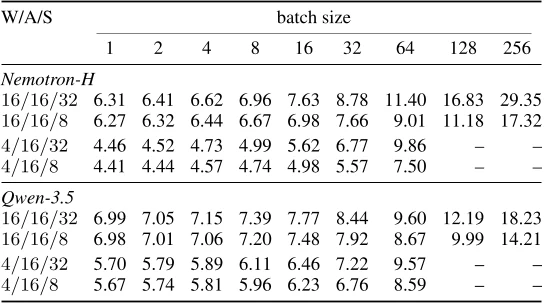 W/A/S batch size
1 2 4 8 16 32 64 128 256
Nemotron-H
16/16/32 6.31 6.41 6.62 6.96 7.63 8.78 11.40 16.83 29.35
16/16/8 6.27 6.32 6.44 6.67 6.98 7.66 9.01 11.18 17.32
4/16/32 4.46 4.52 4.73 4.99 5.62 6.77 9.86 – –
4/16/8 4.41 4.44 4.57 4.74 4.98 5.57 7.50 – –
Qwen-3.5
16/16/32 6.99 7.05 7.15 7.39 7.77 8.44 9.60 12.19 18.23
16/16/8 6.98 7.01 7.06 7.20 7.48 7.92 8.67 9.99 14.21
4/16/32 5.70 5.79 5.89 6.11 6.46 7.22 9.57 – –
4/16/8 5.67 5.74 5.81 5.96 6.23 6.76 8.59 – –